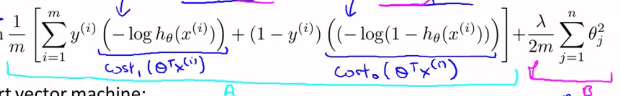 1/m [ Σ_{i=1}^{m} y^{(i)} (−log h_θ(x^{(i)})) + (1 − y^{(i)}) ((−log(1 − h_θ(x^{(i)}))) ] + λ/2m Σ_{j=1}^{n} θ_j^2
cost₁(θᵀx⁽ⁱ⁾) cost₀(θᵀx⁽ⁱ⁾)
A B
vector machine: